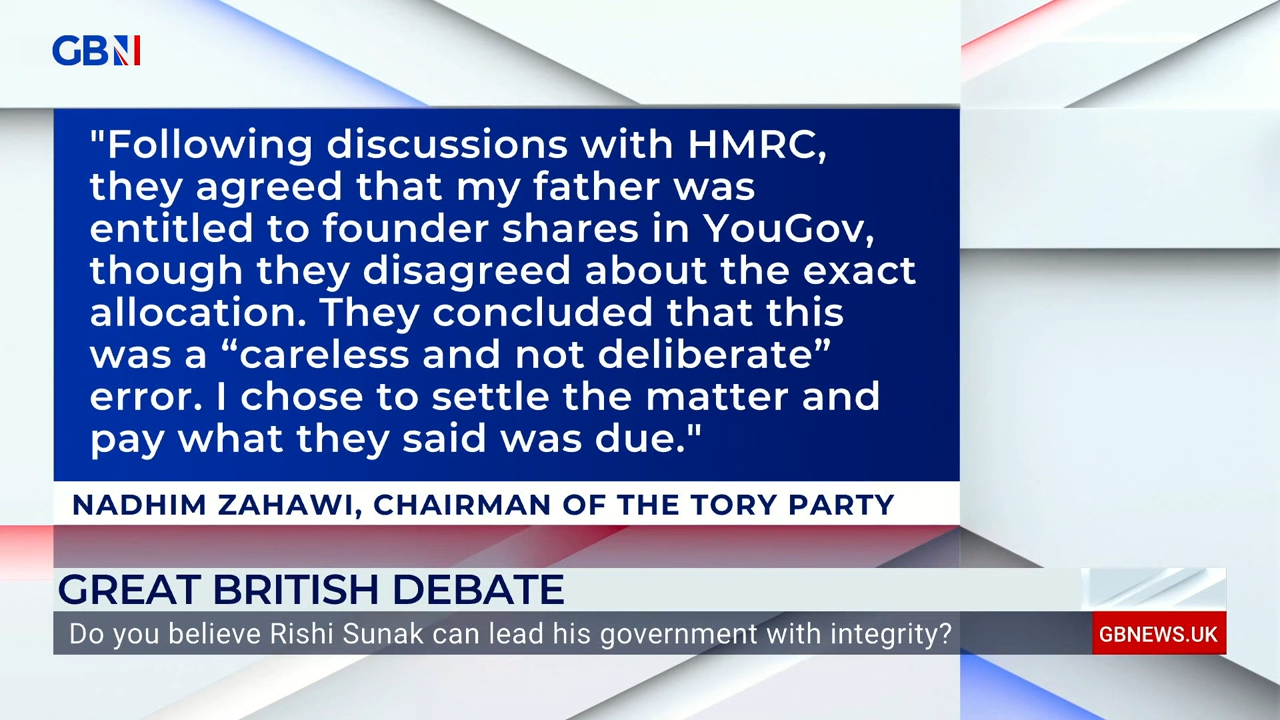 GBN
"Following discussions with HMRC,
they agreed that my father was
entitled to founder shares in YouGov,
though they disagreed about the exact
allocation. They concluded that this
was a “careless and not deliberate”
error. I chose to settle the matter and
pay what they said was due."
NADHIM ZAHAWI, CHAIRMAN OF THE TORY PARTY
GREAT BRITISH DEBATE
Do you believe Rishi Sunak can lead his government with integrity?
GBNEWS.UK